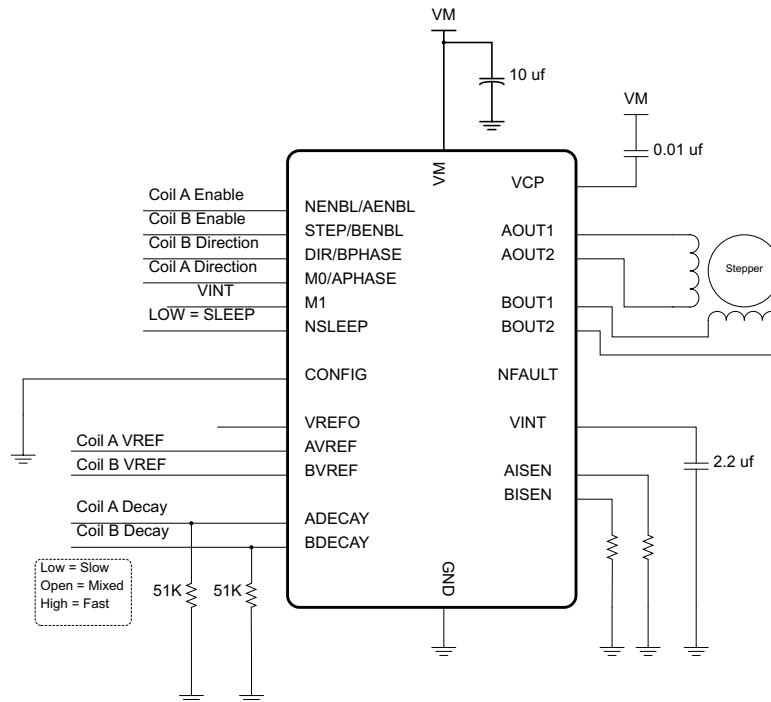 VM
10 uf
VM
0.01 uf
VM
VCP
Coil A Enable
NENBL/AENBL
Coil B Enable
STEP/BENBL
AOUT1
Coil B Direction
DIR/BPHASE
AOUT2
Stepper
Coil A Direction
M0/APHASE
VINT
M1
BOUT1
LOW = SLEEP
NSLEEP
BOUT2
CONFIG
NFAULT
VREFO
VINT
Coil A VREF
AVREF
Coil B VREF
BVREF
AISEN
2.2 uf
BISEN
Coil A Decay
ADECAY
Coil B Decay
BDECAY
Low = Slow
Open = Mixed
High = Fast
51K
51K
GND